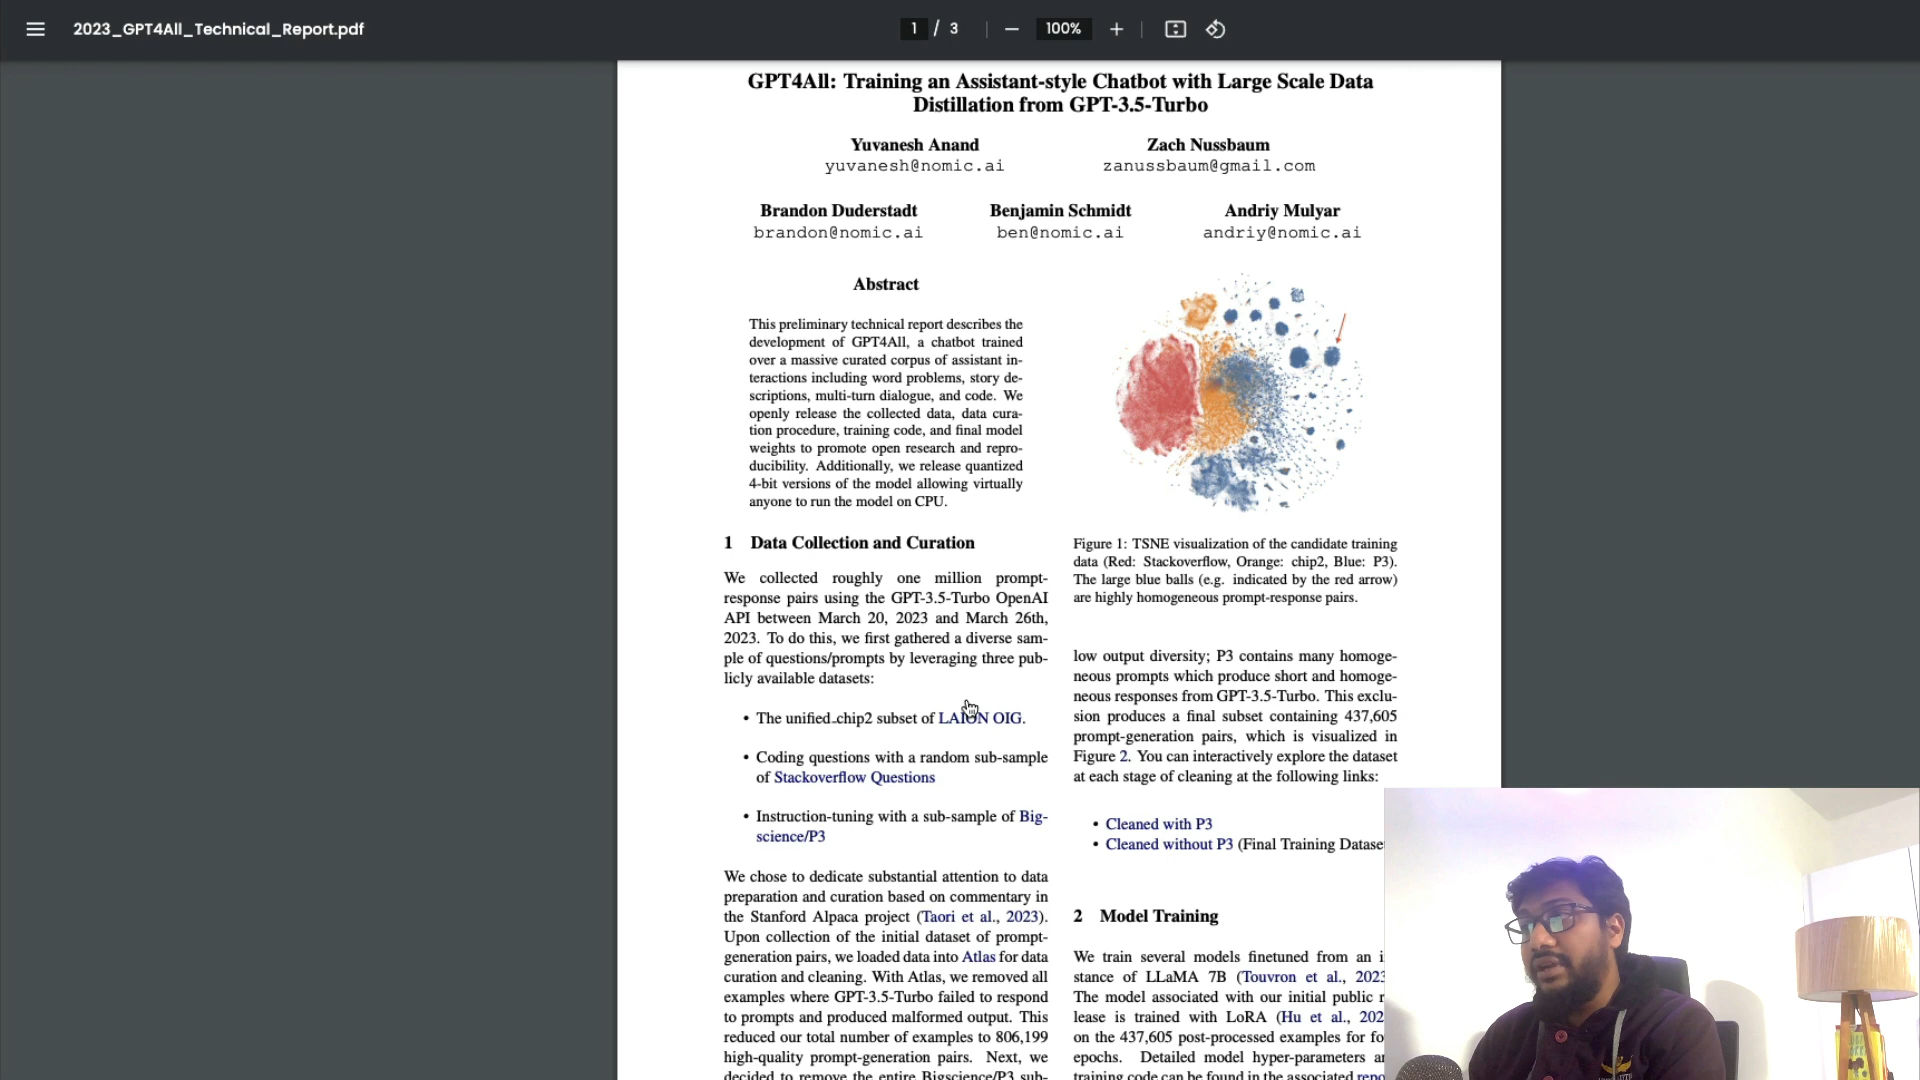 2023_GPT4All_Technical_Report.pdf
1 / 3
100%
GPT4All: Training an Assistant-style Chatbot with Large Scale Data
Distillation from GPT-3.5-Turbo
Yuvanesh Anand
yuvanesh@nomic.ai
Zach Nussbaum
zanussbaum@gmail.com
Brandon Duderstadt
brandon@nomic.ai
Benjamin Schmidt
ben@nomic.ai
Andriy Mulyar
andriy@nomic.ai
Abstract
This preliminary technical report describes the
development of GPT4All, a chatbot trained
over a massive curated corpus of assistant in-
teractions including word problems, story de-
scriptions, multi-turn dialogue, and code. We
openly release the collected data, data cura-
tion procedure, training code, and final model
weights to promote open research and repro-
ducibility. Additionally, we release quantized
4-bit versions of the model allowing virtually
anyone to run the model on CPU.
1 Data Collection and Curation
We collected roughly one million prompt-
response pairs using the GPT-3.5-Turbo OpenAI
API between March 20, 2023 and March 26th,
2023. To do this, we first gathered a diverse sam-
ple of questions/prompts by leveraging three pub-
licly available datasets:
• The unified_chip2 subset of LAION OIG.
• Coding questions with a random sub-sample
of Stackoverflow Questions
• Instruction-tuning with a sub-sample of Big-
science/P3
We chose to dedicate substantial attention to data
preparation and curation based on commentary in
the Stanford Alpaca project (Taori et al., 2023).
Upon collection of the initial dataset of prompt-
generation pairs, we loaded data into Atlas for data
curation and cleaning. With Atlas, we removed all
examples where GPT-3.5-Turbo failed to respond
to prompts and produced malformed output. This
reduced our total number of examples to 806,199
high-quality prompt-generation pairs. Next, we
decided to remove the entire Bigscience/P3 sub-
Figure 1: TSNE visualization of the candidate training
data (Red: Stackoverflow, Orange: chip2, Blue: P3).
The large blue balls (e.g. indicated by the red arrow)
are highly homogeneous prompt-response pairs.
low output diversity; P3 contains many homoge-
neous prompts which produce short and homoge-
neous responses from GPT-3.5-Turbo. This exclu-
sion produces a final subset containing 437,605
prompt-generation pairs, which is visualized in
Figure 2. You can interactively explore the dataset
at each stage of cleaning at the following links:
• Cleaned with P3
• Cleaned without P3 (Final Training Datase
2 Model Training
We train several models finetuned from an i
stance of LLaMA 7B (Touvron et al., 2023
The model associated with our initial public r
lease is trained with LoRA (Hu et al., 202
on the 437,605 post-processed examples for fo
epochs. Detailed model hyper-parameters a
training code can be found in the associated repo